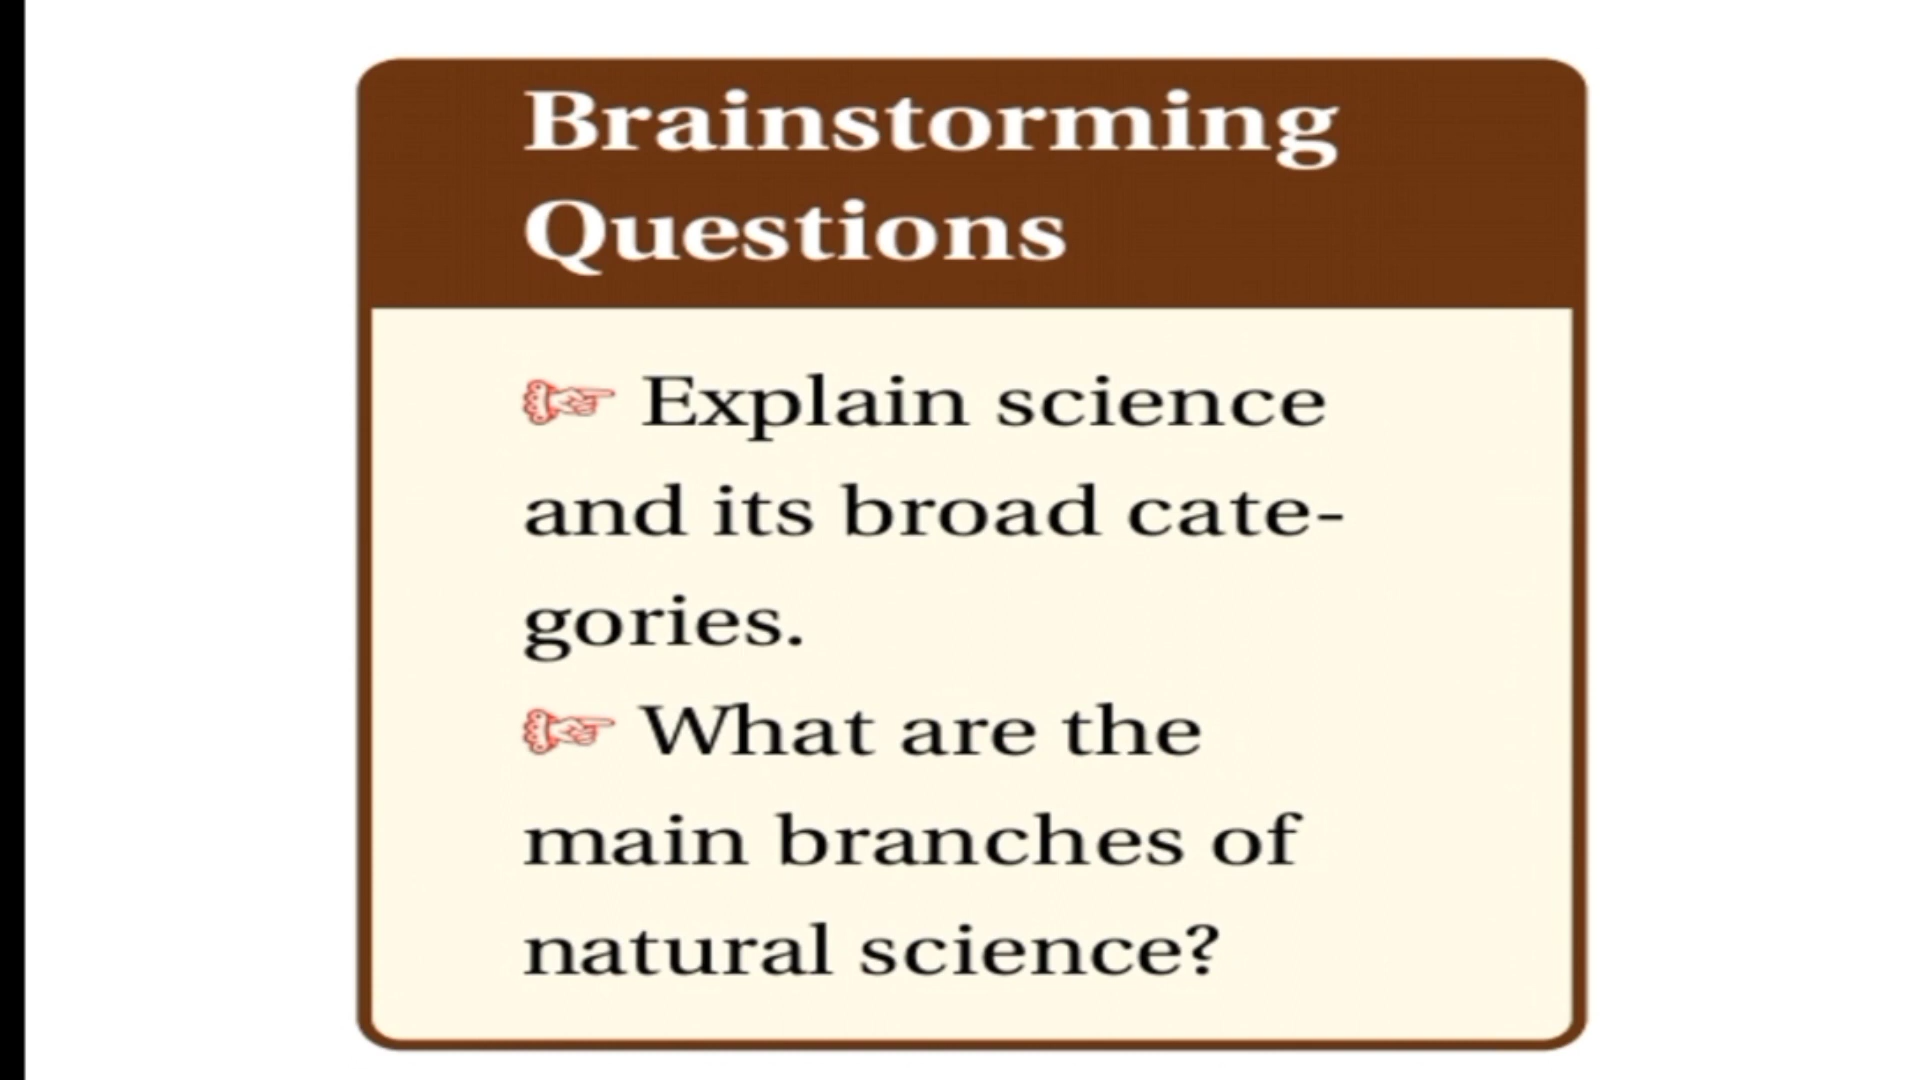 Brainstorming
Questions
☞ Explain science
and its broad cate-
gories.
☞ What are the
main branches of
natural science?